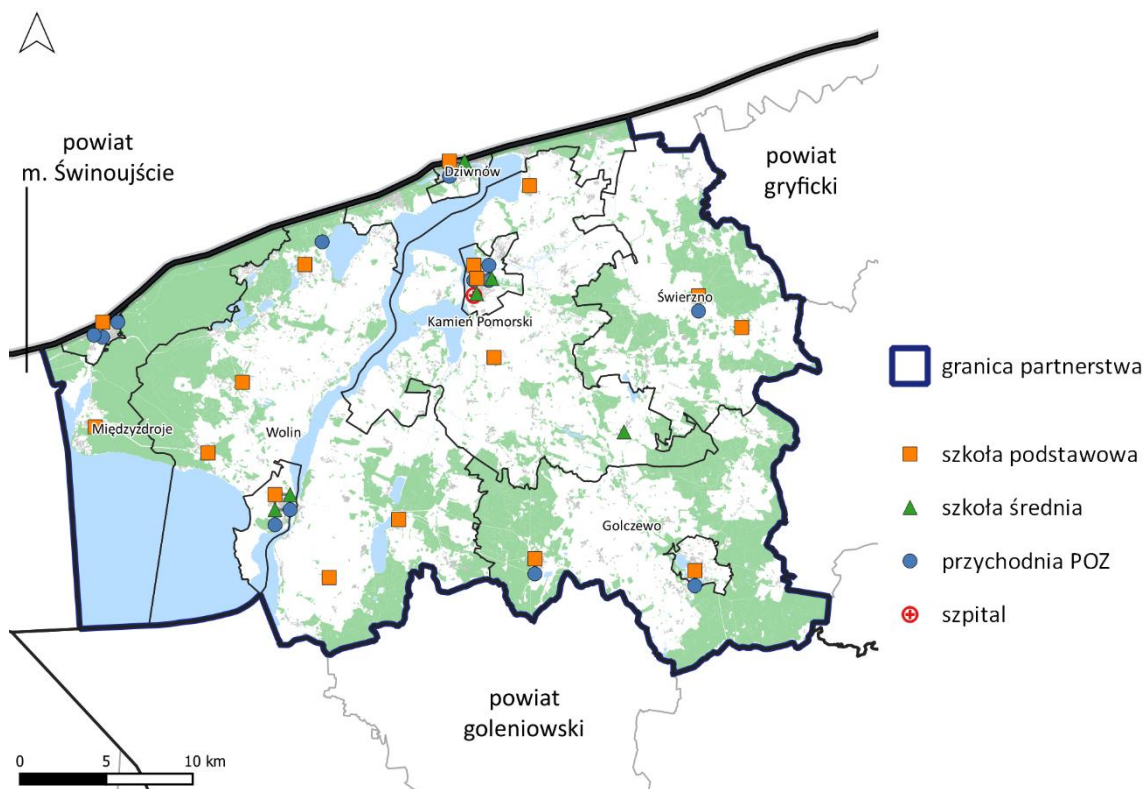 powiat
m. Świnoujście
powiat
gryficki
Dziwnów
Świerzno
Kamień Pomorski
Międzyzdroje
Wolin
Golczewo
granica partnerstwa
szkoła podstawowa
szkoła średnia
przychodnia POZ
szpital
powiat
goleniowski
0 5 10 km